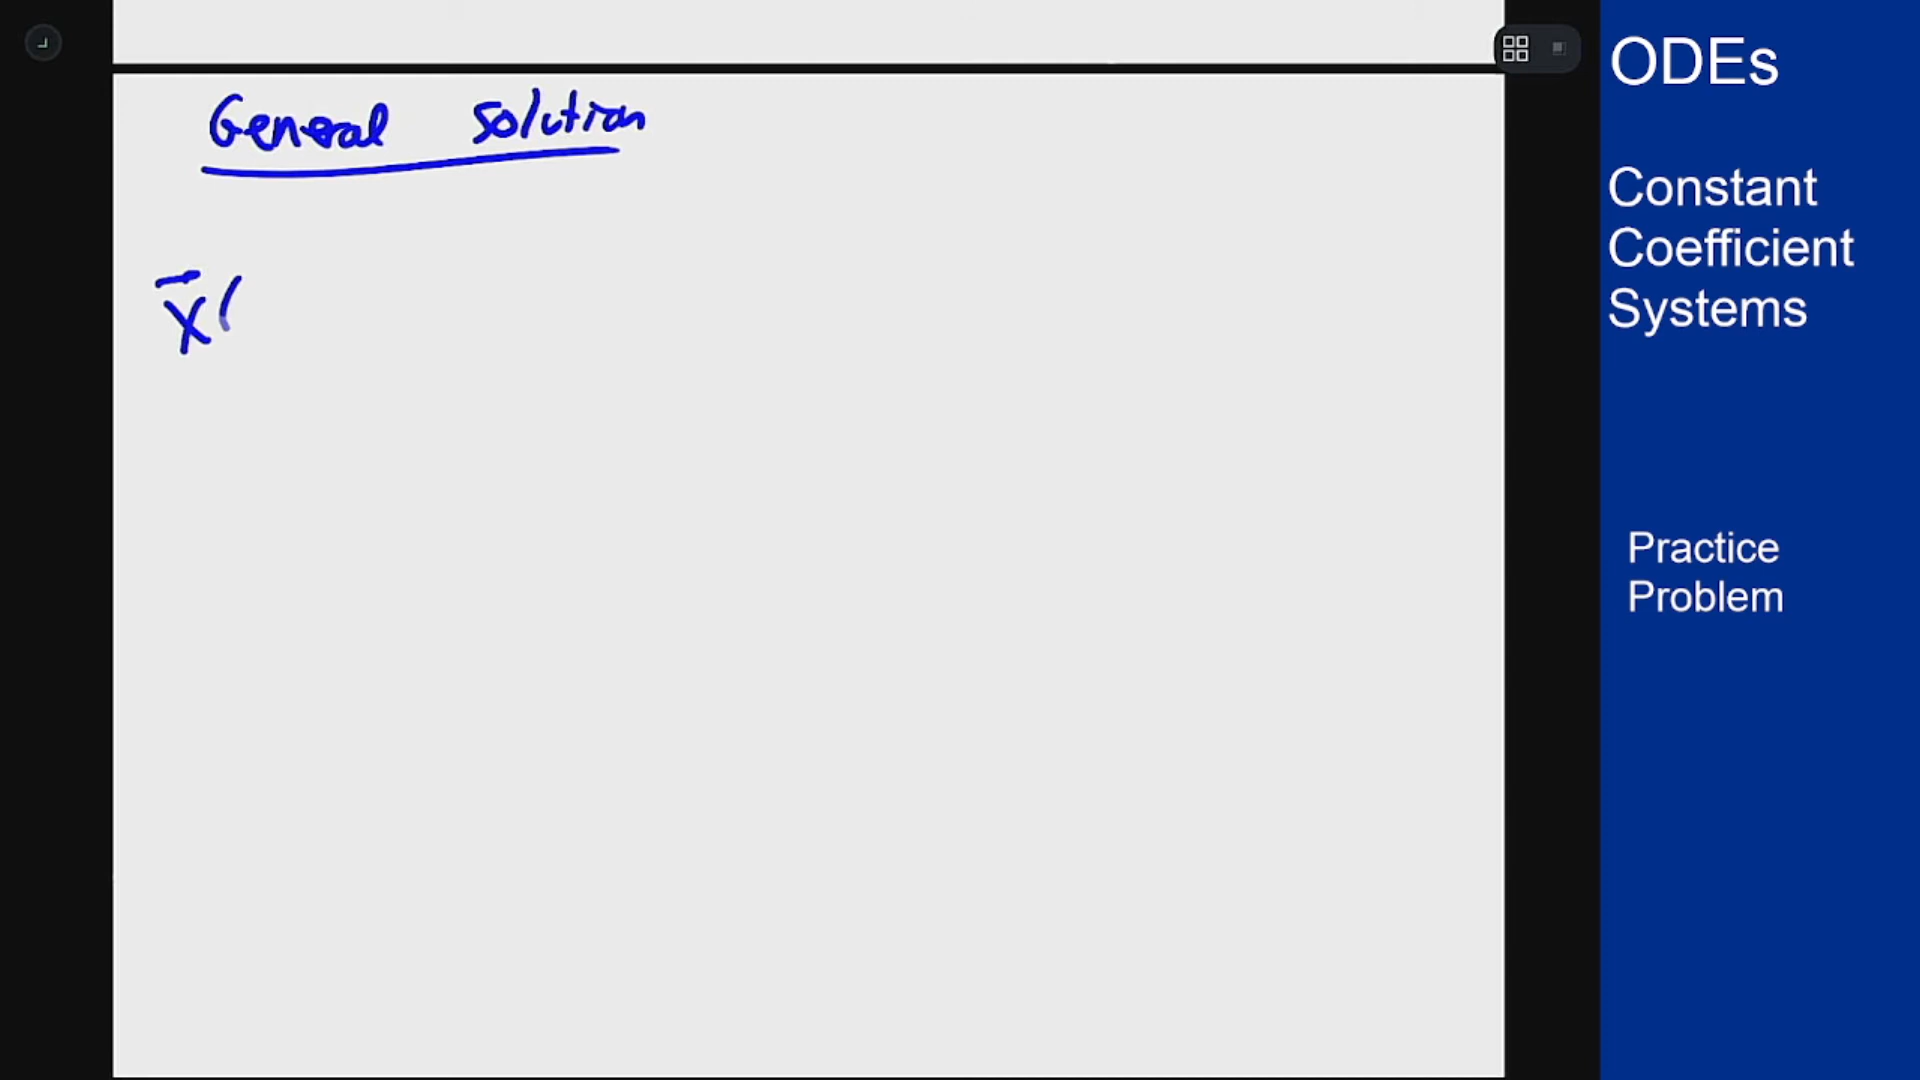 General Solution
x⃗(
ODEs
Constant
Coefficient
Systems
Practice
Problem